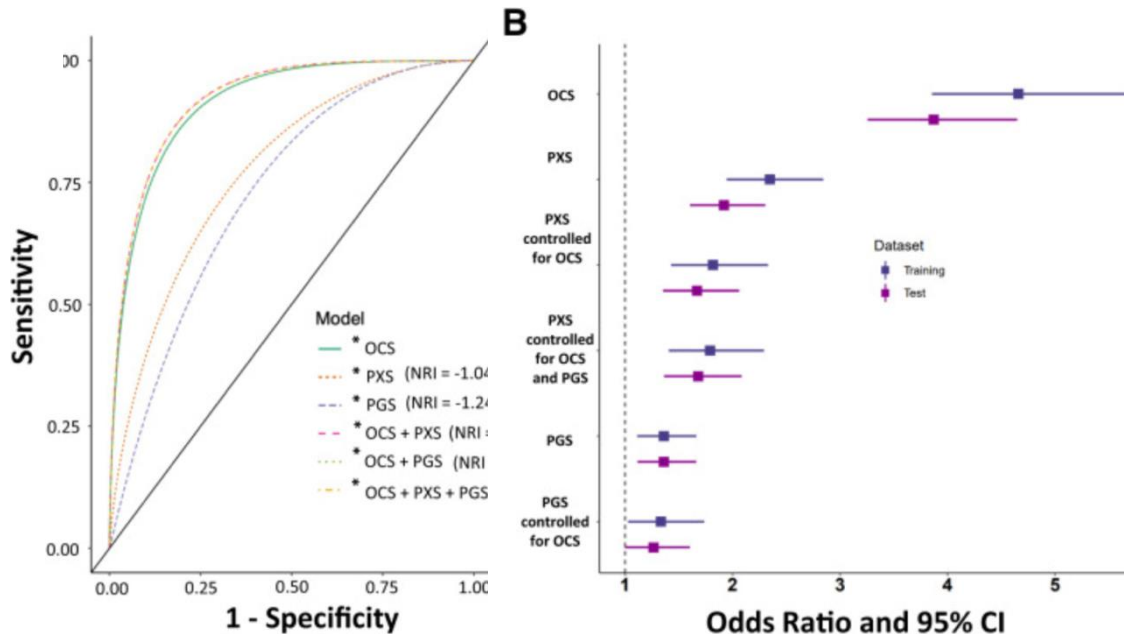 B
Sensitivity
00
0.75
0.50
0.25
0.00
0.00
0.25
0.50
0.75
1.00
1 - Specificity
Model
* OCS
* PXS (NRI = -1.04
* PGS (NRI = -1.24
* OCS + PXS (NRI =
* OCS + PGS (NRI
* OCS + PXS + PGS
OCS
PXS
PXS
controlled
for OCS
PXS
controlled
for OCS
and PGS
PGS
PGS
controlled
for OCS
Dataset
Training
Test
1
2
3
4
5
Odds Ratio and 95% CI